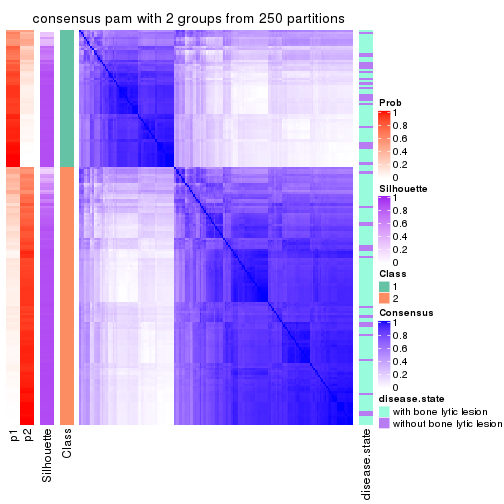 consensus pam with 2 groups from 250 partitions
Prob
1
0.8
0.6
0.4
0.2
0
Silhouette
1
0.8
0.6
0.4
0.2
0
Class
1
2
Consensus
1
0.8
0.6
0.4
0.2
0
disease.state
with bone lytic lesion
without bone lytic lesion
p1
p2
Silhouette
Class
disease.state